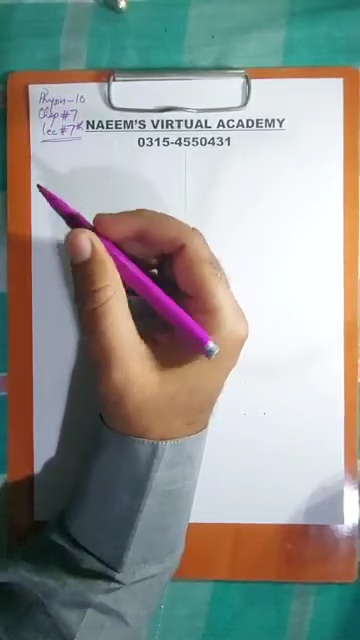 Physics-10
Chap #7
Lec #7*
NAEEM'S VIRTUAL ACADEMY
0315-4550431